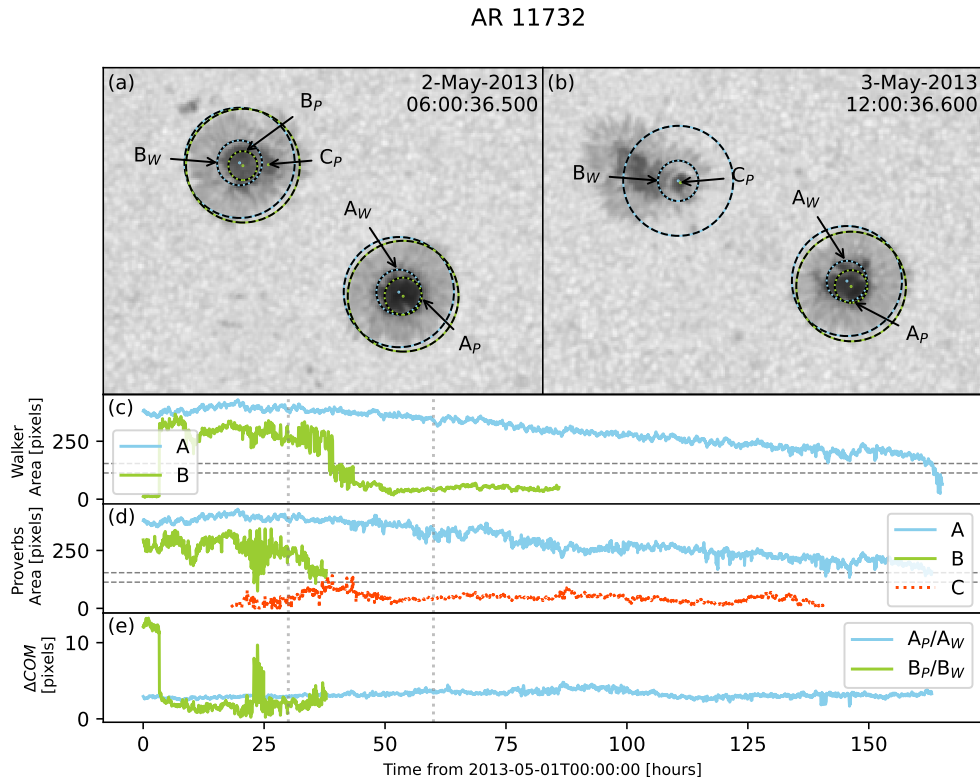 AR 11732
(a)
2-May-2013
06:00:36.500
B_P
B_W
C_P
A_W
A_P
(b)
3-May-2013
12:00:36.600
A_W
B_W
C_P
A_P
(c)
Walker
Area [pixels]
250
0
A
B
(d)
Proverbs
Area [pixels]
250
0
A
B
C
(e)
ΔCOM
[pixels]
10
0
A_P/A_W
B_P/B_W
0 25 50 75 100 125 150
Time from 2013-05-01T00:00:00 [hours]